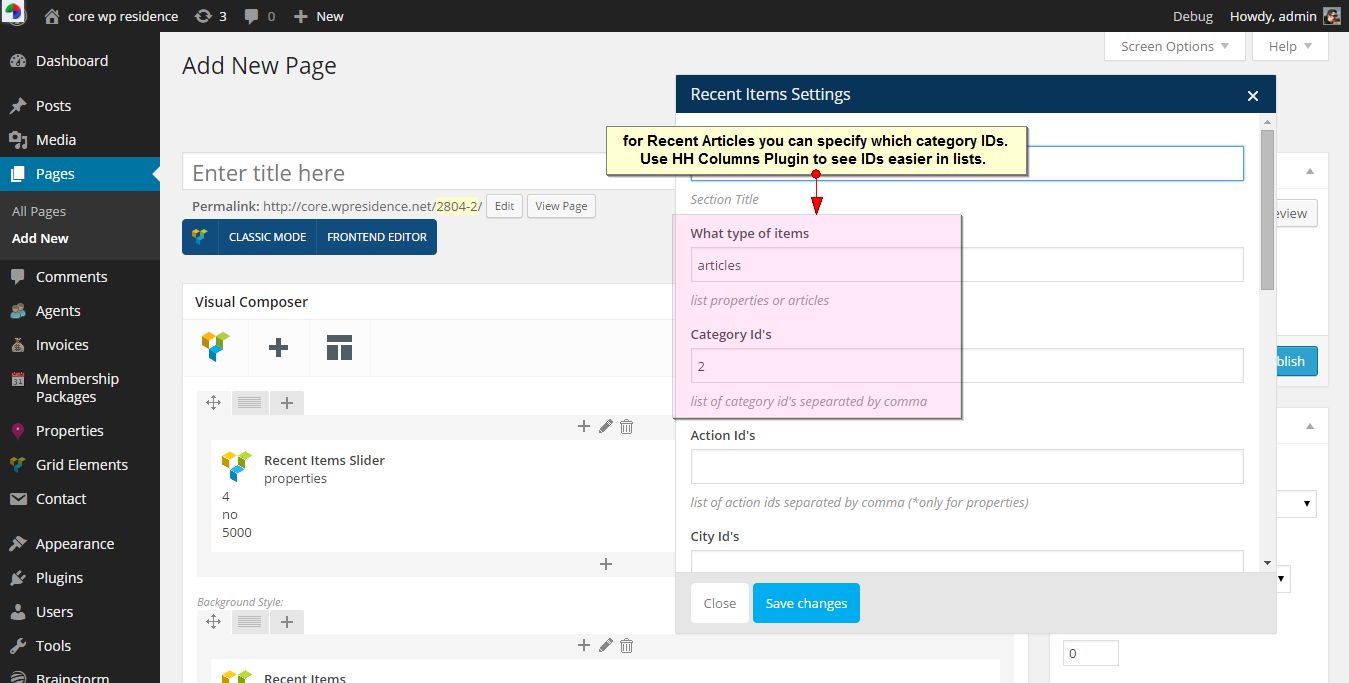 core wp residence
3
0
New
Debug
Howdy, admin
Dashboard
Posts
Media
Pages
All Pages
Add New
Comments
Agents
Invoices
Membership
Packages
Properties
Grid Elements
Contact
Appearance
Plugins
Users
Tools
Brainstorm
Screen Options
Help
Add New Page
Enter title here
Permalink: http://core.wpresidence.net/2804-2/
Edit
View Page
CLASSIC MODE
FRONTEND EDITOR
Visual Composer
Recent Items Slider
properties
4
no
5000
Background Style:
Recent Items
Recent Items Settings
for Recent Articles you can specify which category IDs.
Use HH Columns Plugin to see IDs easier in lists.
Section Title
What type of items
articles
list properties or articles
Category Id's
2
list of category id's sepearated by comma
Action Id's
list of action ids separated by comma (*only for properties)
City Id's
Close
Save changes
eview
blish
0